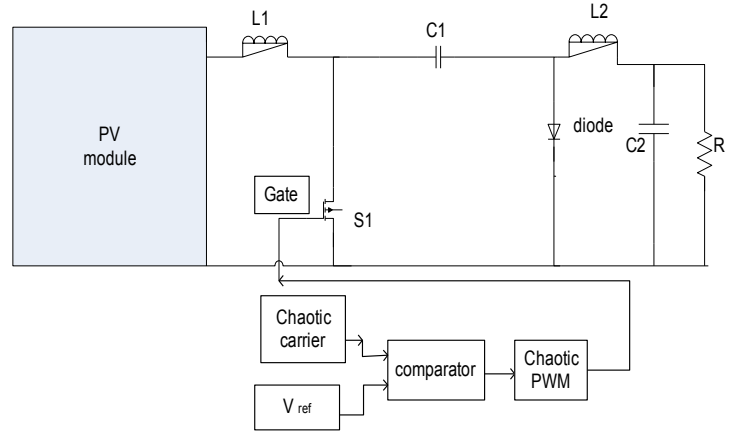 L1
C1
L2
PV
module
diode
C2
R
Gate
S1
Chaotic
carrier
comparator
Chaotic
PWM
V ref